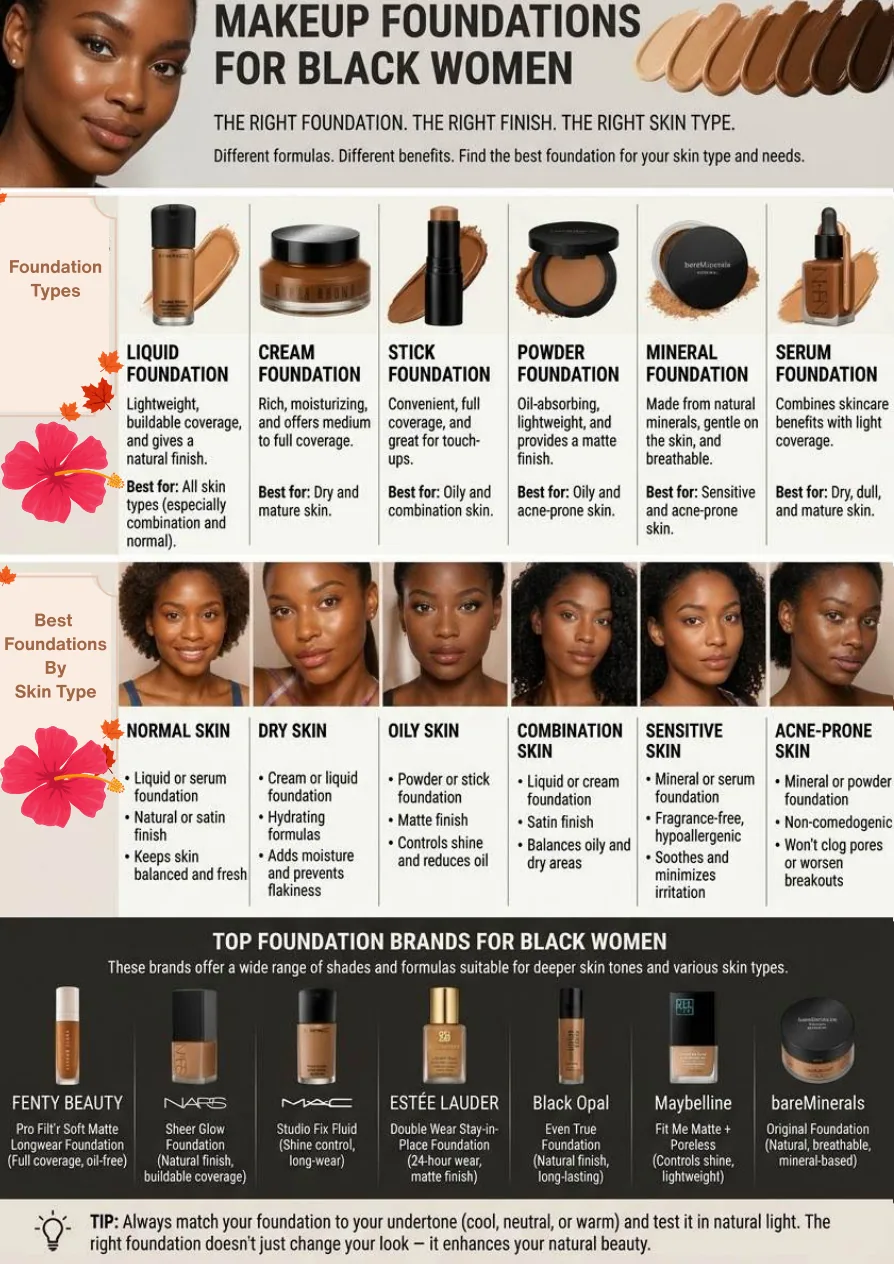 MAKEUP FOUNDATIONS
FOR BLACK WOMEN
THE RIGHT FOUNDATION. THE RIGHT FINISH. THE RIGHT SKIN TYPE.
Different formulas. Different benefits. Find the best foundation for your skin type and needs.
Foundation
Types
bareMinerals
LIQUID
FOUNDATION
Lightweight,
buildable coverage,
and gives a
natural finish.
Best for: All skin
types (especially
combination and
normal).
CREAM
FOUNDATION
Rich, moisturizing,
and offers medium
to full coverage.
Best for: Dry and
mature skin.
STICK
FOUNDATION
Convenient, full
coverage, and
great for touch-
ups.
Best for: Oily and
combination skin.
POWDER
FOUNDATION
Oil-absorbing,
lightweight, and
provides a matte
finish.
Best for: Oily and
acne-prone skin.
MINERAL
FOUNDATION
Made from natural
minerals, gentle on
the skin, and
breathable.
Best for: Sensitive
and acne-prone
skin.
SERUM
FOUNDATION
Combines skincare
benefits with light
coverage.
Best for: Dry, dull,
and mature skin.
Best
Foundations
By
Skin Type
NORMAL SKIN
• Liquid or serum
foundation
• Natural or satin
finish
• Keeps skin
balanced and fresh
DRY SKIN
• Cream or liquid
foundation
• Hydrating
formulas
• Adds moisture
and prevents
flakiness
OILY SKIN
• Powder or stick
foundation
• Matte finish
• Controls shine
and reduces oil
COMBINATION
SKIN
• Liquid or cream
foundation
• Satin finish
• Balances oily and
dry areas
SENSITIVE
SKIN
• Mineral or serum
foundation
• Fragrance-free,
hypoallergenic
• Soothes and
minimizes
irritation
ACNE-PRONE
SKIN
• Mineral or powder
foundation
• Non-comedogenic
• Won't clog pores
or worsen
breakouts
TOP FOUNDATION BRANDS FOR BLACK WOMEN
These brands offer a wide range of shades and formulas suitable for deeper skin tones and various skin types.
FENTY BEAUTY
Pro Filt'r Soft Matte
Longwear Foundation
(Full coverage, oil-free)
NARS
Sheer Glow
Foundation
(Natural finish,
buildable coverage)
MAC
Studio Fix Fluid
(Shine control,
long-wear)
ESTÉE LAUDER
Double Wear Stay-in-
Place Foundation
(24-hour wear,
matte finish)
Black Opal
Even True
Foundation
(Natural finish,
long-lasting)
Maybelline
Fit Me Matte +
Poreless
(Controls shine,
lightweight)
bareMinerals
Original Foundation
(Natural, breathable,
mineral-based)
TIP: Always match your foundation to your undertone (cool, neutral, or warm) and test it in natural light. The
right foundation doesn't just change your look — it enhances your natural beauty.